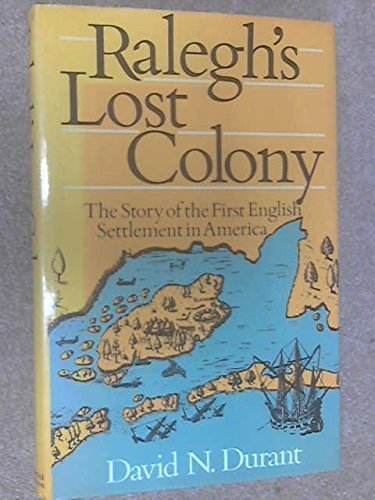 Ralegh's
Lost
Colony
The Story of the First English
Settlement in America
David N. Durant